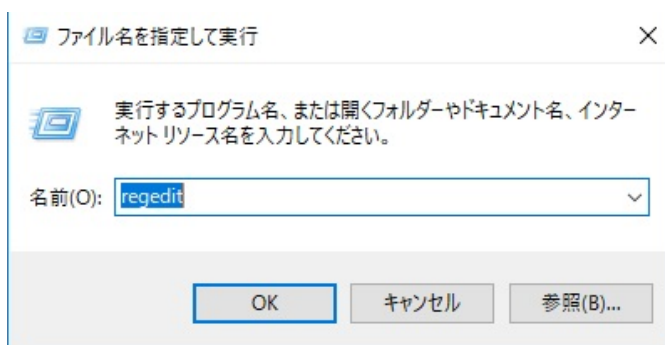 ファイル名を指定して実行
実行するプログラム名、または開くフォルダーやドキュメント名、インター
ネット リソース名を入力してください。
名前(O): regedit
OK キャンセル 参照(B)...